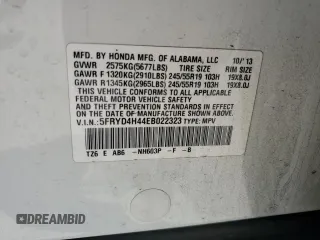 MFD. BY HONDA MFG. OF ALABAMA, LLC 10/'13
GVWR 2575KG(5677LBS) TIRE SIZE RIM SIZE
GAWR F 1320KG(2910LBS) 245/55R19 103H 19X8.0J
GAWR R 1345KG(2965LBS) 245/55R19 103H 19X8.0J
THIS VEHICLE CONFORMS TO ALL APPLICABLE
FEDERAL MOTOR VEHICLE SAFETY AND
THEFT PREVENTION STANDARDS IN EFFECT ON
THE DATE OF MANUFACTURE SHOWN ABOVE.
V.I.N.: 5FRYD4H44EB022323 TYPE: MPV
TZ6 E AB6 -NH603P -F -B